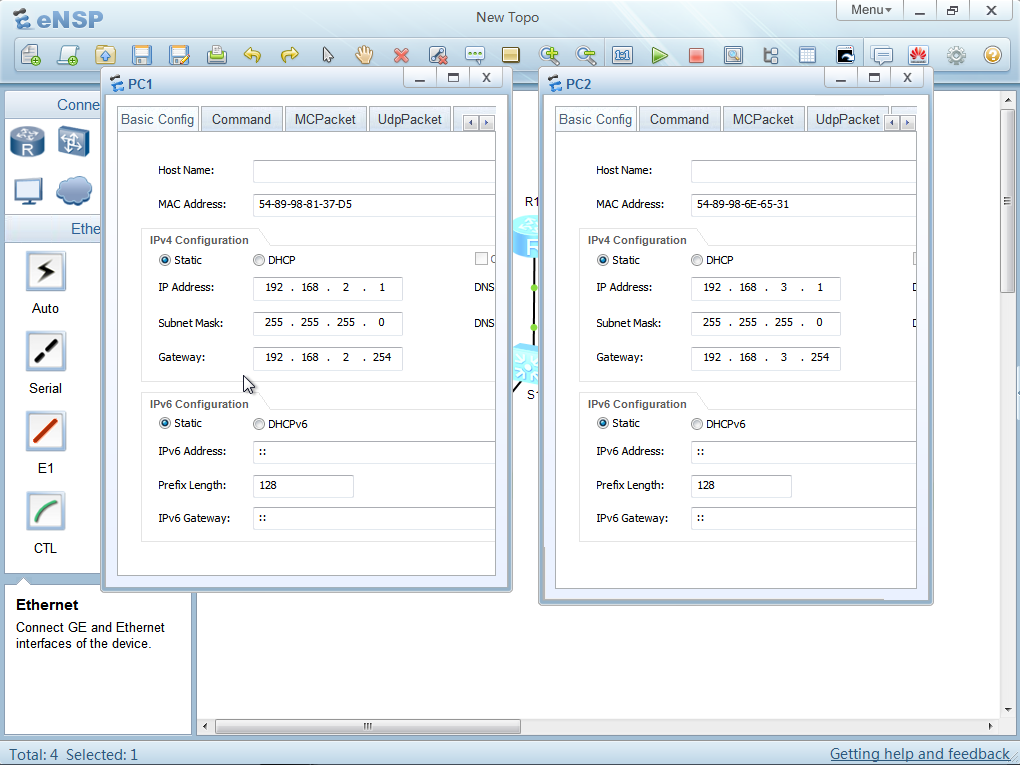 eNSP
New Topo
Menu
1:1
PC1
PC2
Conne
Basic Config
Command
MCPacket
UdpPacket
Basic Config
Command
MCPacket
UdpPacket
R
Host Name:
Host Name:
MAC Address:
54-89-98-81-37-D5
MAC Address:
54-89-98-6E-65-31
R1
R
Ethe
IPv4 Configuration
IPv4 Configuration
Static
DHCP
Static
DHCP
IP Address:
192 . 168 . 2 . 1
DNS
IP Address:
192 . 168 . 3 . 1
Auto
Subnet Mask:
255 . 255 . 255 . 0
DNS
Subnet Mask:
255 . 255 . 255 . 0
Gateway:
192 . 168 . 2 . 254
Gateway:
192 . 168 . 3 . 254
Serial
S1
IPv6 Configuration
IPv6 Configuration
Static
DHCPv6
Static
DHCPv6
IPv6 Address:
::
IPv6 Address:
::
E1
Prefix Length:
128
Prefix Length:
128
IPv6 Gateway:
::
IPv6 Gateway:
::
CTL
Ethernet
Connect GE and Ethernet
interfaces of the device.
Total: 4 Selected: 1
Getting help and feedback